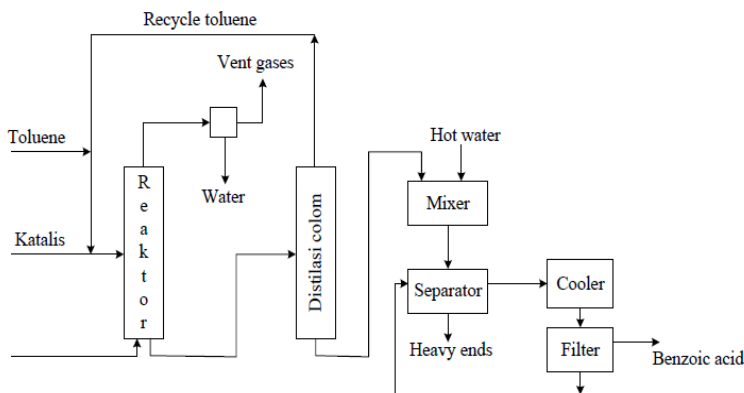 Recycle toluene
Vent gases
Toluene
Hot water
Water
Reaktor
Distilasi colom
Mixer
Katalis
Separator
Cooler
Heavy ends
Filter
Benzoic acid